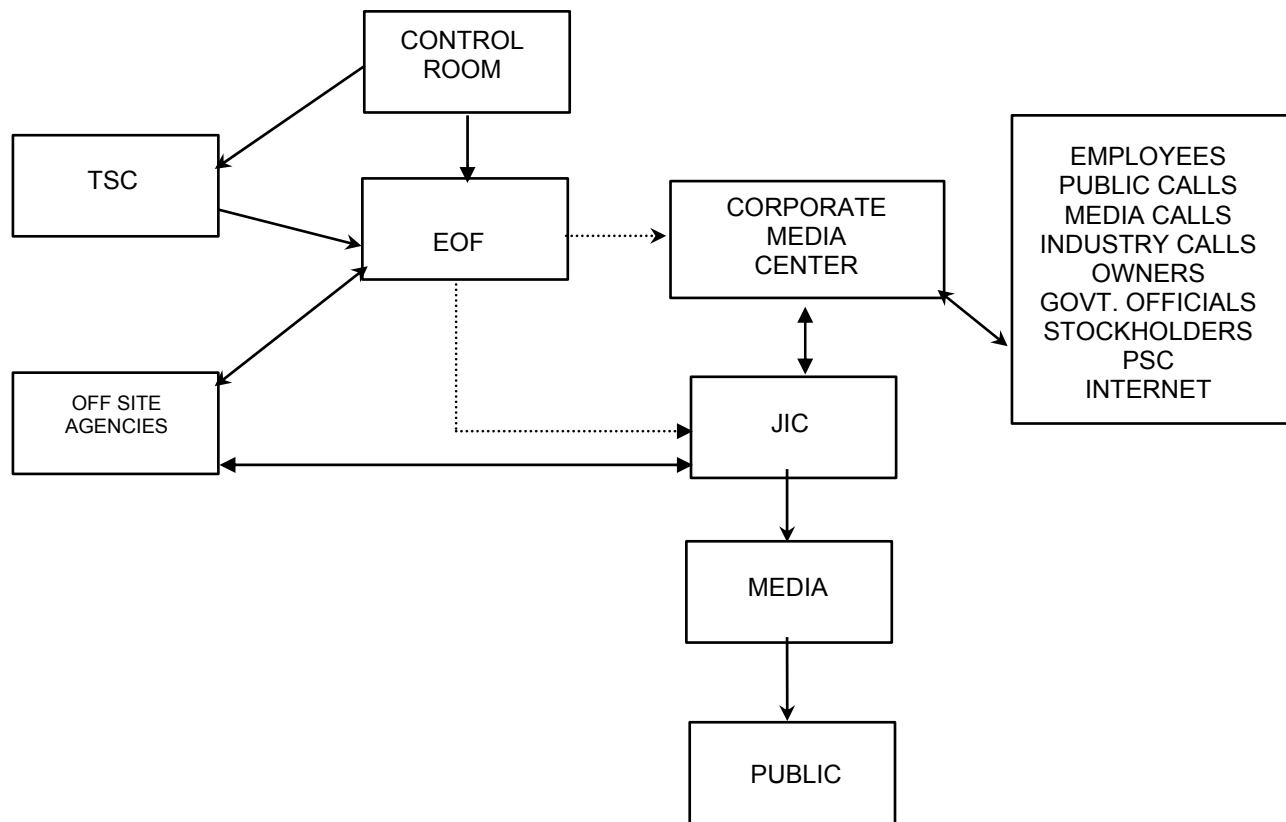 CONTROL
ROOM
TSC
EOF
CORPORATE
MEDIA
CENTER
EMPLOYEES
PUBLIC CALLS
MEDIA CALLS
INDUSTRY CALLS
OWNERS
GOVT. OFFICIALS
STOCKHOLDERS
PSC
INTERNET
OFF SITE
AGENCIES
JIC
MEDIA
PUBLIC